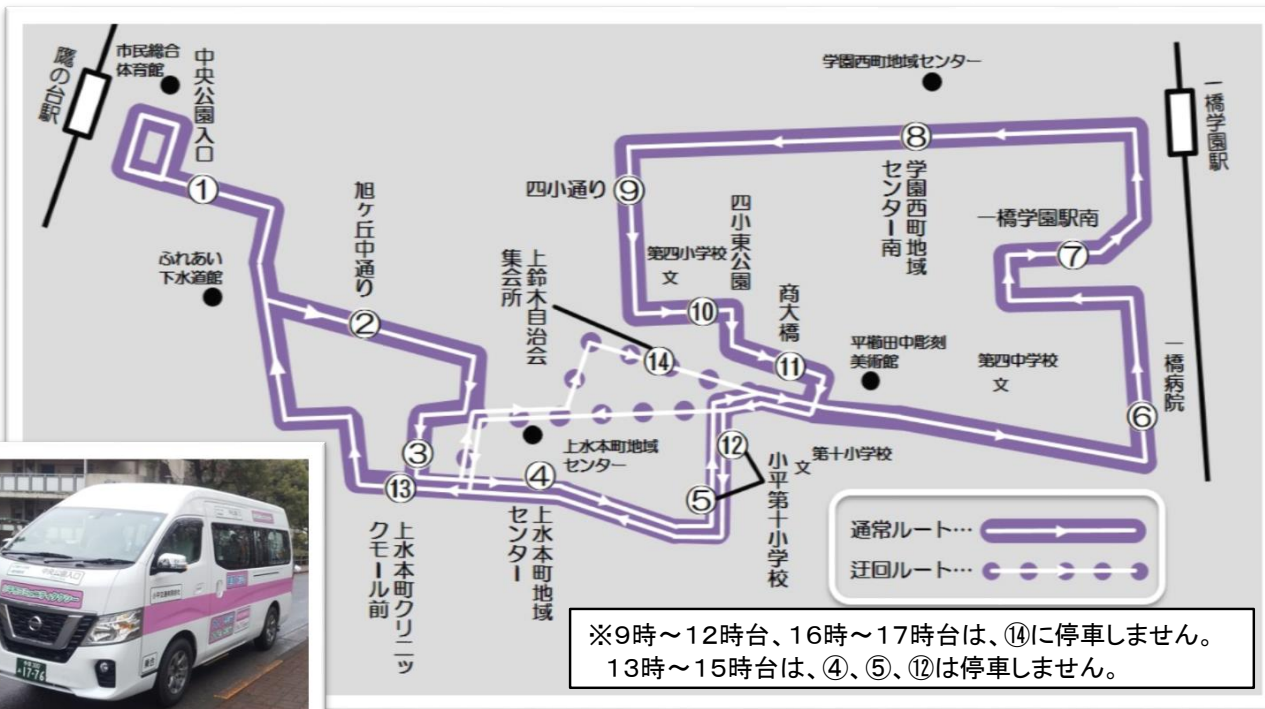 鷹の台駅
市民総合
体育館
中央公園入口
①
ふれあい
下水道館
旭ヶ丘中通り
②
③
⑬
上水本町クリニッ
クモール前
上鈴木自治会
集会所
⑭
上水本町地域
センター
④
上水本町地域
センター
⑤
⑫
小平第十小学校
文
第十小学校
四小通り
⑨
第四小学校
文
⑩
四小東公園
商大橋
⑪
平櫛田中彫刻
美術館
第四中学校
文
学園西町地域センター
⑧
学園西町地域
センター南
一橋学園駅南
⑦
一橋学園駅
一橋病院
⑥
通常ルート…
迂回ルート…
※9時～12時台、16時～17時台は、⑭に停車しません。
13時～15時台は、④、⑤、⑫は停車しません。
17-76